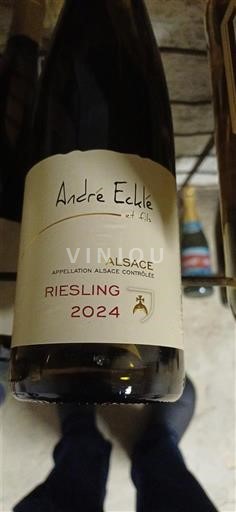 André Ecklé
et fils
VINIOU
ALSACE
APPELLATION ALSACE CONTRÔLÉE
RIESLING
2024